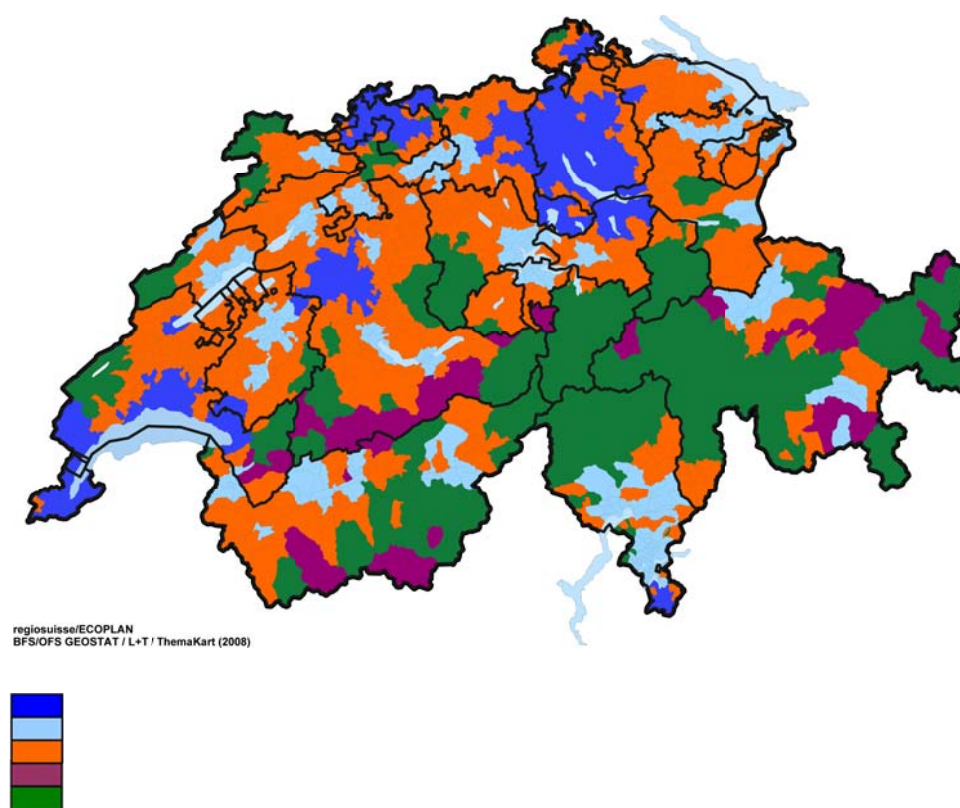 regiosuisse/ECOPLAN
BFS/OFS GEOSTAT / L+T / ThemaKart (2008)